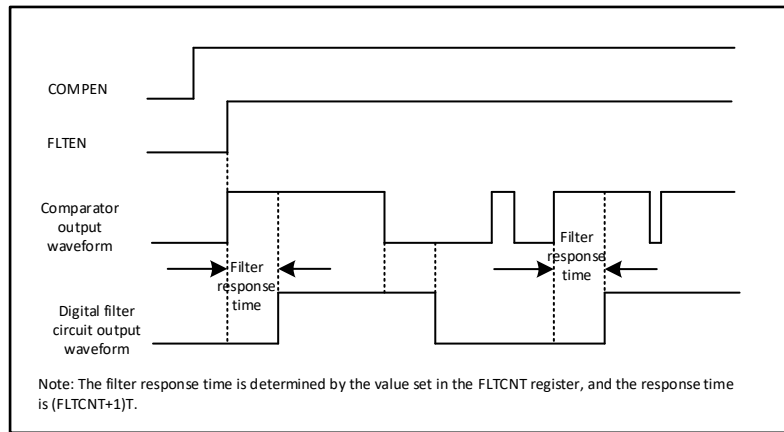 COMPEN
FLTEN
Comparator
output
waveform
Filter
response
time
Filter
response
time
Digital filter
circuit output
waveform
Note: The filter response time is determined by the value set in the FLTCNT register, and the response time
is (FLTCNT+1)T.